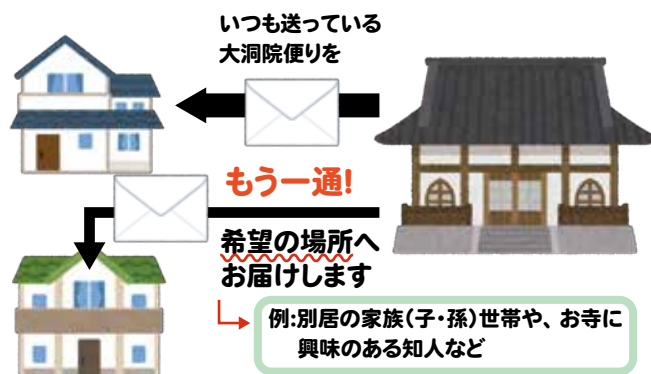 いつも送っている
大洞院便りを
もう一通!
希望の場所へ
お届けします
例:別居の家族(子・孫)世帯や、お寺に
興味のある知人など